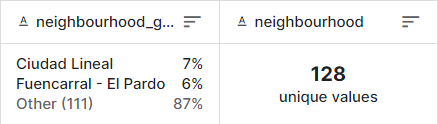 neighbourhood_g...
neighbourhood
Ciudad Lineal 7%
Fuencarral - El Pardo 6%
Other (111) 87%
128
unique values